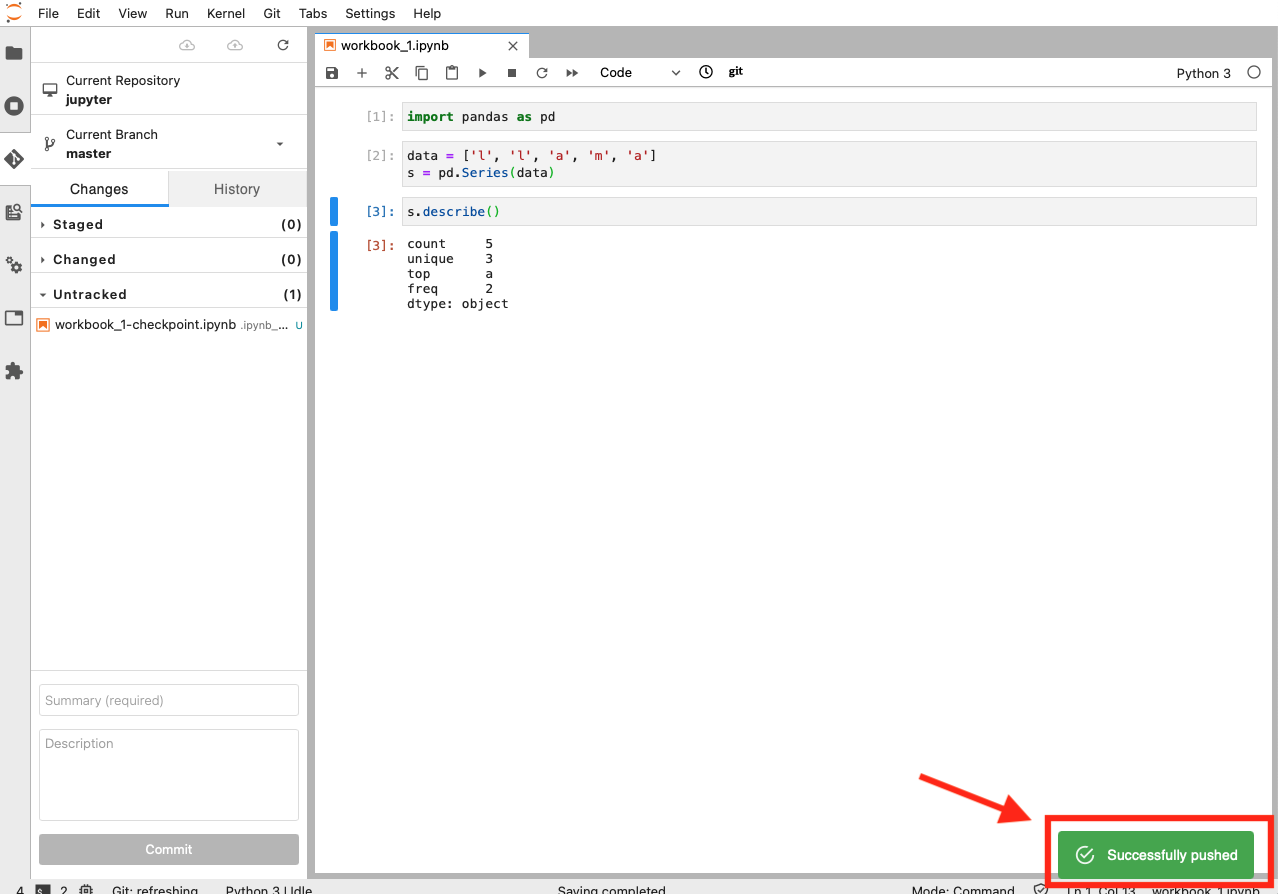 File Edit View Run Kernel Git Tabs Settings Help
Current Repository
jupyter
Current Branch
master
Changes History
Staged (0)
Changed (0)
Untracked (1)
workbook_1-checkpoint.ipynb .ipynb_... U
Summary (required)
Description
Commit
workbook_1.ipynb
Code git Python 3
[1]: import pandas as pd
[2]: data = ['l', 'l', 'a', 'm', 'a']
s = pd.Series(data)
[3]: s.describe()
[3]: count 5
unique 3
top a
freq 2
dtype: object
Successfully pushed
4 $_ 2 Git: refreshing Python 3 | Idle Saving completed Mode: Command Ln 1, Col 13 workbook_1.ipynb